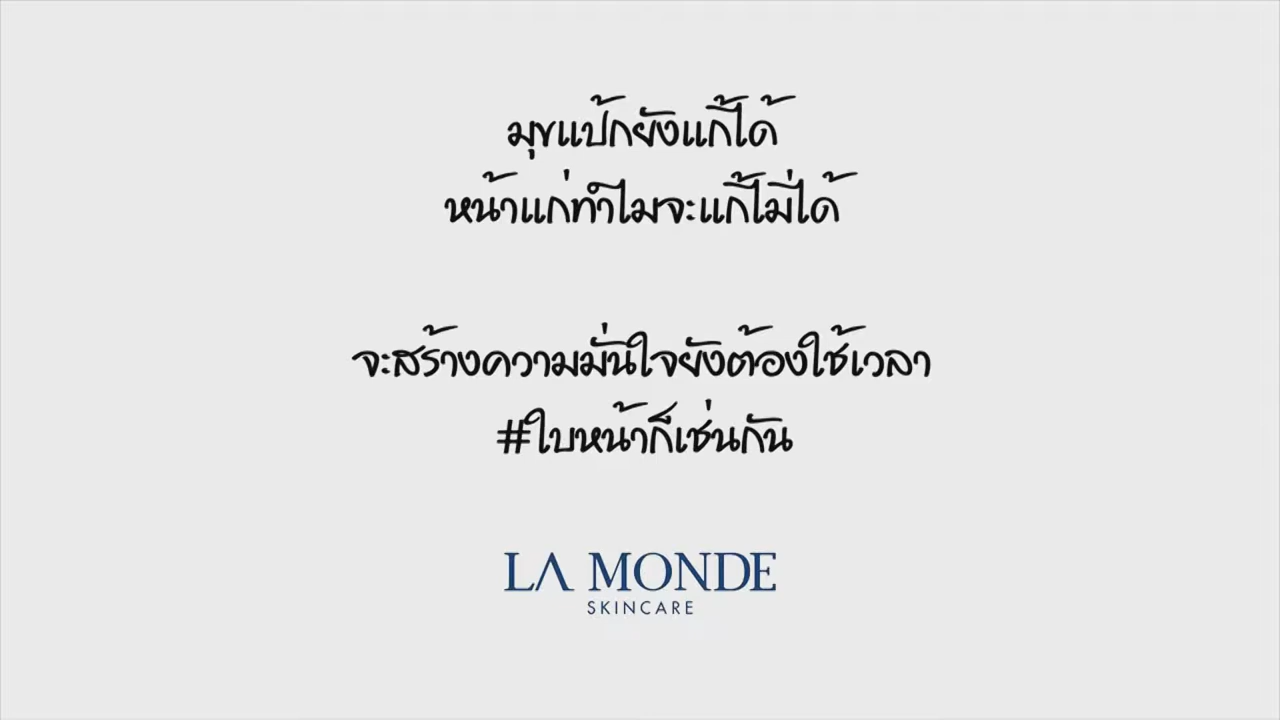 มุขแป้กยังแก้ได้
หน้าแก่ทำไมจะแก้ไม่ได้
จะสร้างความมั่นใจยังต้องใช้เวลา
#ใบหน้าก็เช่นกัน
LA MONDE
SKINCARE